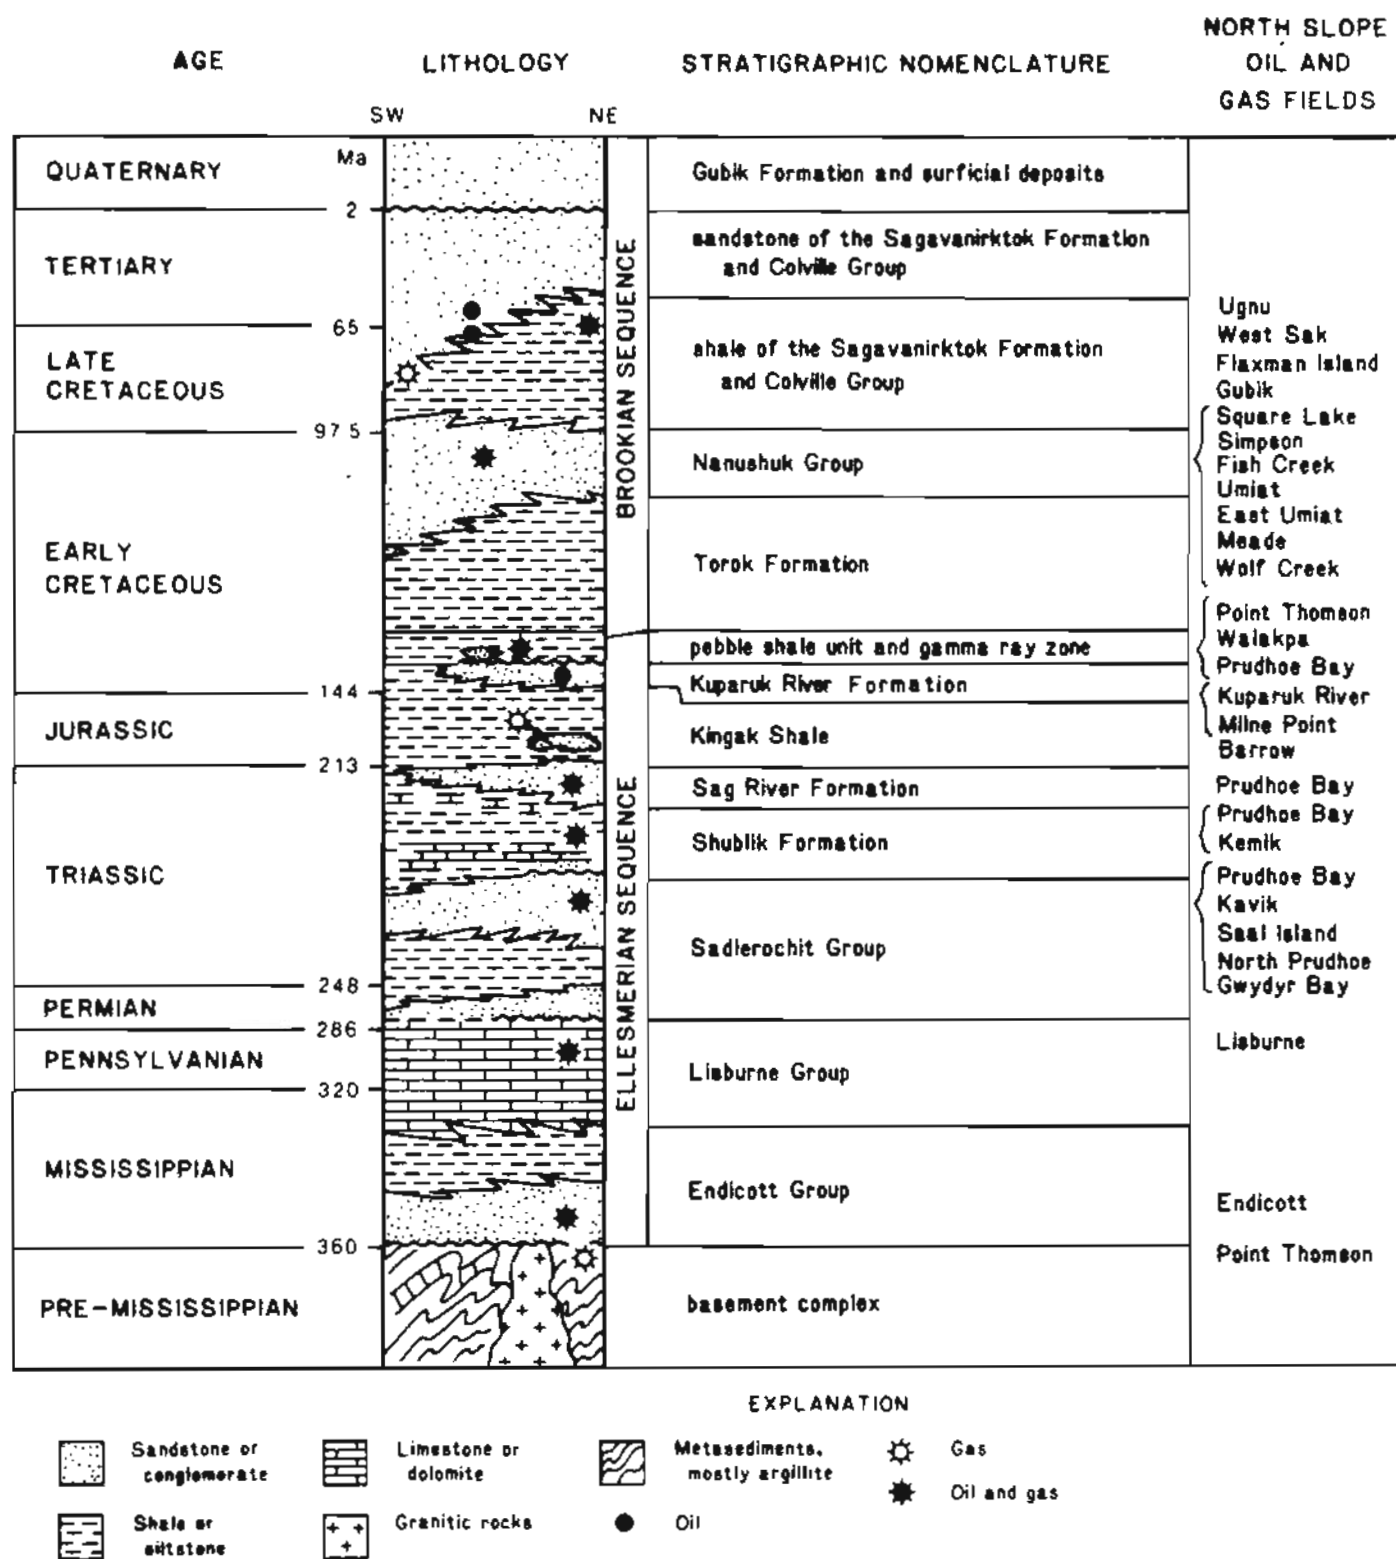 AGE
LITHOLOGY
STRATIGRAPHIC NOMENCLATURE
NORTH SLOPE
OIL AND
GAS FIELDS
SW
NE
Ma
QUATERNARY
2
TERTIARY
65
LATE
CRETACEOUS
97.5
EARLY
CRETACEOUS
144
JURASSIC
213
TRIASSIC
248
PERMIAN
286
PENNSYLVANIAN
320
MISSISSIPPIAN
360
PRE-MISSISSIPPIAN
BROOKIAN SEQUENCE
ELLESMERIAN SEQUENCE
Gubik Formation and surficial deposits
sandstone of the Sagavanirktok Formation
and Colville Group
shale of the Sagavanirktok Formation
and Colville Group
Nanushuk Group
Torok Formation
pebble shale unit and gamma ray zone
Kuparuk River Formation
Kingak Shale
Sag River Formation
Shublik Formation
Sadlerochit Group
Lisburne Group
Endicott Group
basement complex
Ugnu
West Sak
Flaxman Island
Gubik
Square Lake
Simpson
Fish Creek
Umiat
East Umiat
Meade
Wolf Creek
Point Thomson
Walakpa
Prudhoe Bay
Kuparuk River
Milne Point
Barrow
Prudhoe Bay
Prudhoe Bay
Kemik
Prudhoe Bay
Kavik
Seal Island
North Prudhoe
Gwydyr Bay
Lisburne
Endicott
Point Thomson
EXPLANATION
Sandstone or
conglomerate
Limestone or
dolomite
Metasediments,
mostly argillite
Gas
Oil and gas
Shale or
siltstone
Granitic rocks
Oil